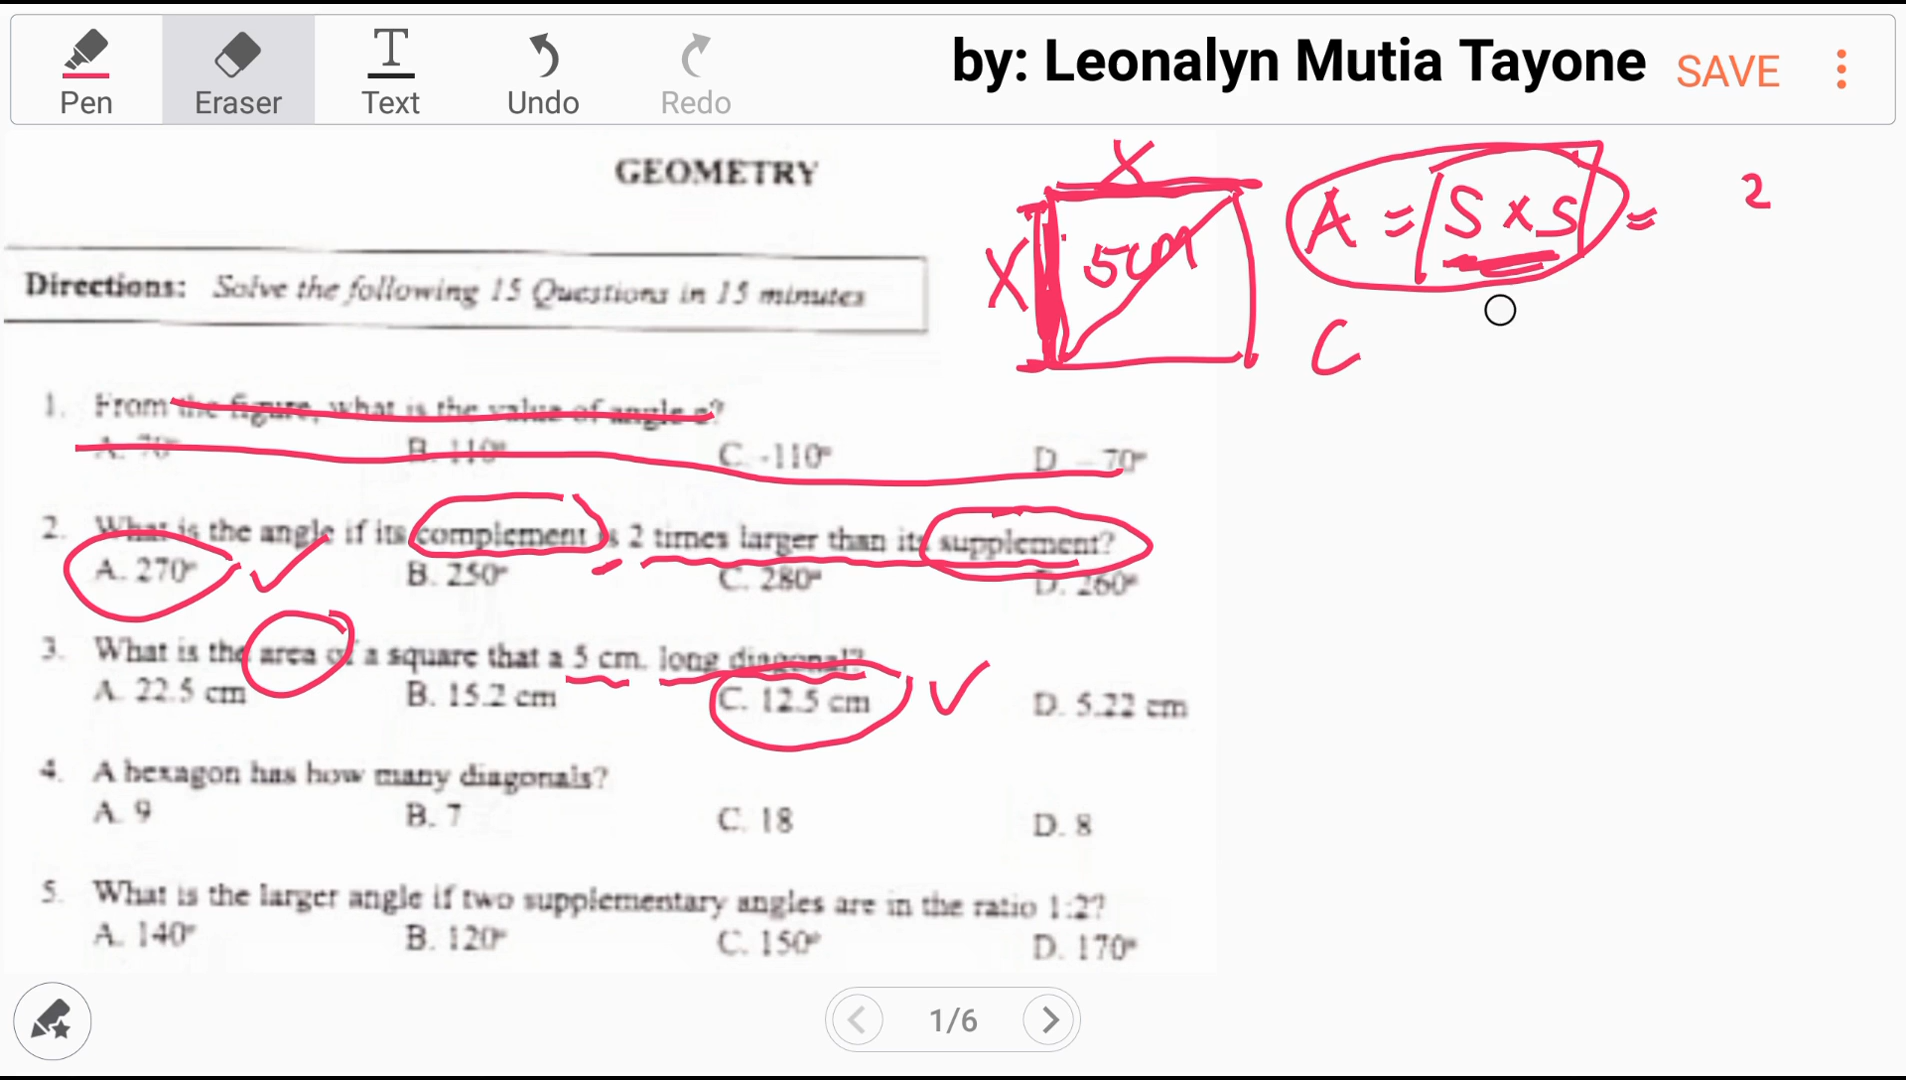 Pen
Eraser
Text
Undo
Redo
by: Leonalyn Mutia Tayone
SAVE
GEOMETRY
Directions: Solve the following 15 Questions in 15 minutes
X
X
5cm
A = S x S =
2
C
1. From the figure, what is the value of angle e?
A. 70°
B. 110°
C. -110°
D. – 70°
2. What is the angle if its complement is 2 times larger than its supplement?
A. 270°
B. 250°
C. 280°
D. 260°
3. What is the area of a square that a 5 cm. long diagonal?
A. 22.5 cm
B. 15.2 cm
C. 12.5 cm
D. 5.22 cm
4. A hexagon has how many diagonals?
A. 9
B. 7
C. 18
D. 8
5. What is the larger angle if two supplementary angles are in the ratio 1:2?
A. 140°
B. 120°
C. 150°
D. 170°
1/6